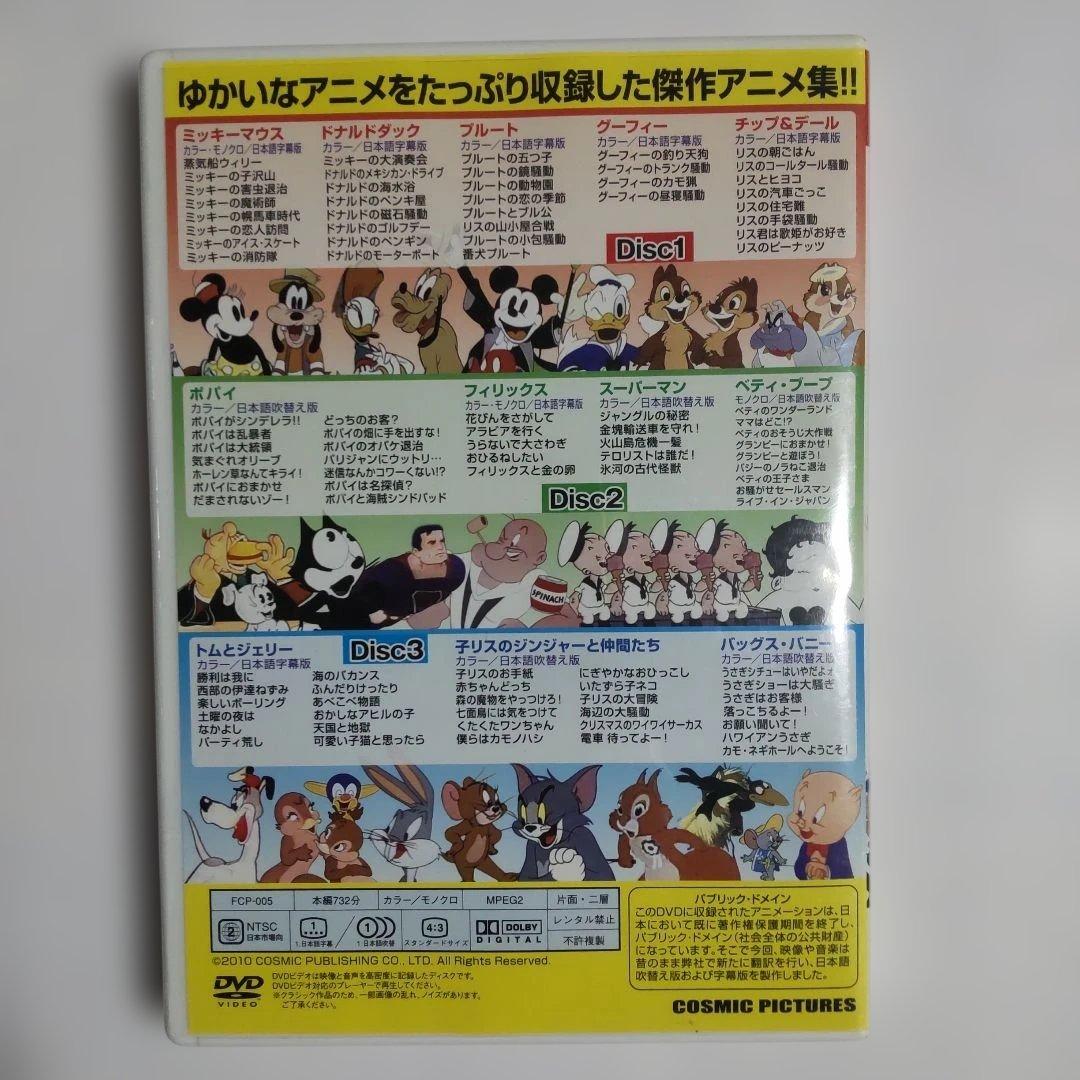 ゆかいなアニメをたっぷり収録した傑作アニメ集!!
ミッキーマウス
カラー・モノクロ/日本語字幕版
蒸気船ウィリー
ミッキーの子沢山
ミッキーの害虫退治
ミッキーの魔術師
ミッキーの幌馬車時代
ミッキーの恋人訪問
ミッキーのアイス・スケート
ミッキーの消防隊
ドナルドダック
カラー/日本語字幕版
ミッキーの大演奏会
ドナルドのメキシカン・ドライブ
ドナルドの海水浴
ドナルドのペンキ屋
ドナルドの磁石騒動
ドナルドのゴルフデー
ドナルドのペンギン
ドナルドのモーターボート
プルート
カラー/日本語字幕版
プルートの五つ子
プルートの鏡騒動
プルートの動物園
プルートの恋の季節
プルートとブル公
リスの山小屋合戦
プルートの小包騒動
番犬プルート
グーフィー
カラー/日本語字幕版
グーフィーの釣り天狗
グーフィーのトランク騒動
グーフィーのカモ猟
グーフィーの昼寝騒動
チップ&デール
カラー/日本語字幕版
リスの朝ごはん
リスのコールタール騒動
リスとヒヨコ
リスの汽車ごっこ
リスの住宅難
リスの手袋騒動
リス君は歌姫がお好き
リスのピーナッツ
Disc1
ポパイ
カラー/日本語吹替え版
ポパイがシンデレラ!!
ポパイは乱暴者
ポパイは大統領
気まぐれオリーブ
ホーレン草なんてキライ!
ポパイにおまかせ
だまされないゾー!
どっちのお客?
ポパイの畑に手を出すな!
ポパイのオバケ退治
パリジャンにウットリ…
迷信なんかコワーくない!?
ポパイは名探偵?
ポパイと海賊シンドバッド
フィリックス
カラー・モノクロ/日本語字幕版
花びんをさがして
アラビアを行く
うらないで大さわぎ
おひるねしたい
フィリックスと金の卵
スーパーマン
カラー/日本語吹替え版
ジャングルの秘密
金塊輸送車を守れ!
火山島危機一髪
テロリストは誰だ!
氷河の古代怪獣
ベティ・ブープ
モノクロ/日本語吹替え版
ベティのワンダーランド
ママはどこ!?
ベティのおそうじ大作戦
グランピーにおまかせ!
グランピーと遊ぼう!
パジーのノラねこ退治
ベティの王子さま
お騒がせセールスマン
ライブ・イン・ジャパン
Disc2
SPINACH
トムとジェリー
カラー/日本語字幕版
勝利は我に
西部の伊達ねずみ
楽しいボーリング
土曜の夜は
なかよし
パーティ荒し
海のバカンス
ふんだりけったり
あべこべ物語
おかしなアヒルの子
天国と地獄
可愛い子猫と思ったら
Disc3
子リスのジンジャーと仲間たち
カラー/日本語吹替え版
子リスのお手紙
赤ちゃんどっち
森の魔物をやっつけろ!
七面鳥には気をつけて
くたくたワンちゃん
僕らはカモノハシ
にぎやかなおひっこし
いたずら子ネコ
子リスの大冒険
海辺の大騒動
クリスマスのワイワイサーカス
電車 待ってよー!
バッグス・バニー
カラー/日本語吹替え版
うさぎシチューはいやだよォ
うさぎショーは大騒ぎ
うさぎはお客様
落っこちるよー!
お願い聞いて!
ハワイアンうさぎ
カモ・ネギホールへようこそ!
FCP-005
本編732分
カラー/モノクロ
MPEG2
片面・二層
2 NTSC
日本市場向
1.日本語字幕
1 日本語吹替
4:3
スタンダードサイズ
DOLBY
DIGITAL
レンタル禁止
不許複製
©2010 COSMIC PUBLISHING CO., LTD. All Rights Reserved.
DVD
VIDEO
DVDビデオは映像と音声を高密度に記録したディスクです。
DVDビデオ対応のプレーヤーで再生してください。
※クラシック作品のため、一部画像の乱れ、ノイズがあります。
ご了承ください。
パブリック・ドメイン
このDVDに収録されたアニメーションは、日
本において既に著作権保護期間を終了し、
パブリック・ドメイン(社会全体の公共財産)
になっています。そこで今回、映像や音楽は
昔のまま弊社で新たに翻訳を行い、日本語
吹替え版および字幕版を製作しました。
COSMIC PICTURES